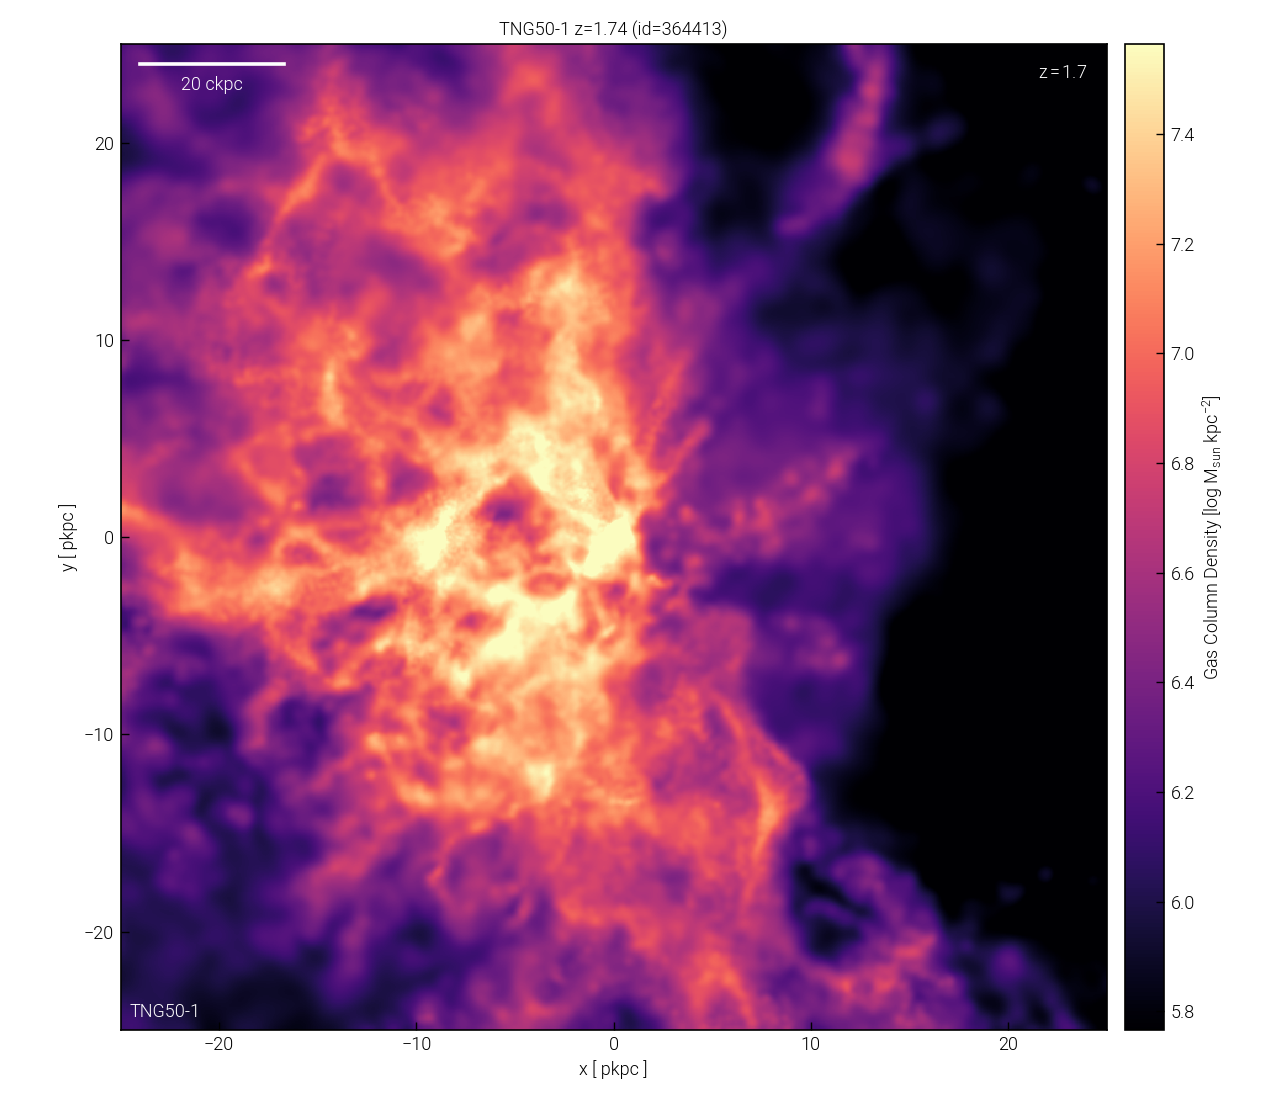 TNG50-1 z=1.74 (id=364413)
20 ckpc
z=1.7
20
10
0
−10
−20
y [ pkpc ]
TNG50-1
−20
−10
0
10
20
x [ pkpc ]
7.4
7.2
7.0
6.8
6.6
6.4
6.2
6.0
5.8
Gas Column Density [log M_sun kpc^−2]